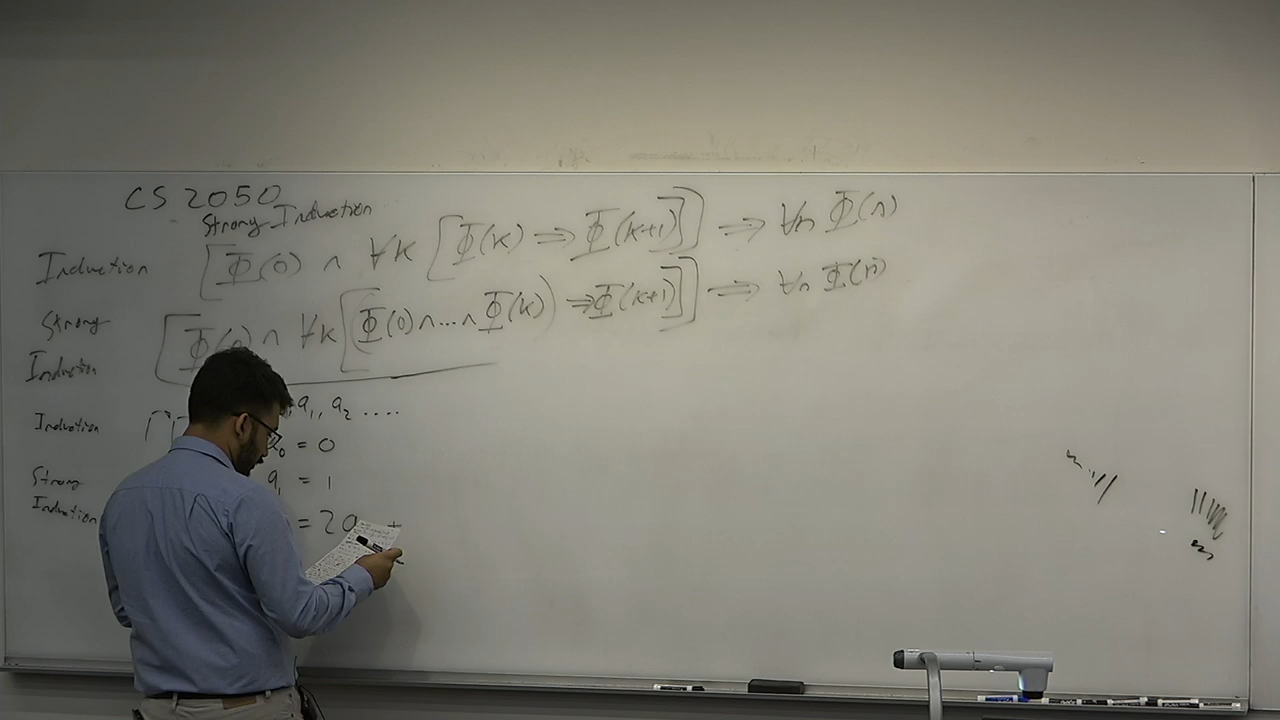 CS 2050
Strong Induction
Induction [Φ(0) ∧ ∀k [Φ(k) ⇒ Φ(k+1)]] ⇒ ∀n Φ(n)
Strong Induction [Φ(0) ∧ ∀k [(Φ(0) ∧ ... ∧ Φ(k)) ⇒ Φ(k+1)]] ⇒ ∀n Φ(n)
Induction
a₁, a₂ ....
₀ = 0
Strong
a₁ = 1
Induction
= 2a +